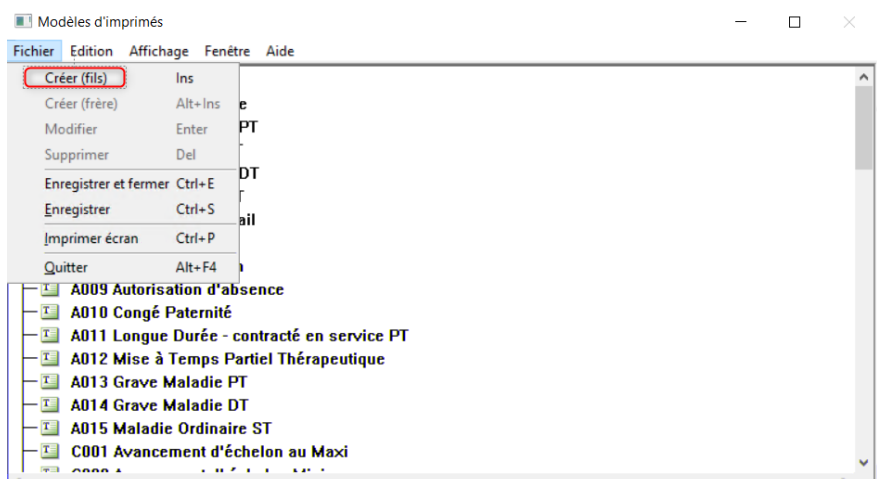 Modèles d'imprimés
Fichier Edition Affichage Fenêtre Aide
Créer (fils) Ins
Créer (frère) Alt+Ins
Modifier Enter
PT
Supprimer Del
DT
Enregistrer et fermer Ctrl+E
Enregistrer Ctrl+S
ail
Imprimer écran Ctrl+P
Quitter Alt+F4
A009 Autorisation d'absence
A010 Congé Paternité
A011 Longue Durée - contracté en service PT
A012 Mise à Temps Partiel Thérapeutique
A013 Grave Maladie PT
A014 Grave Maladie DT
A015 Maladie Ordinaire ST
C001 Avancement d'échelon au Maxi